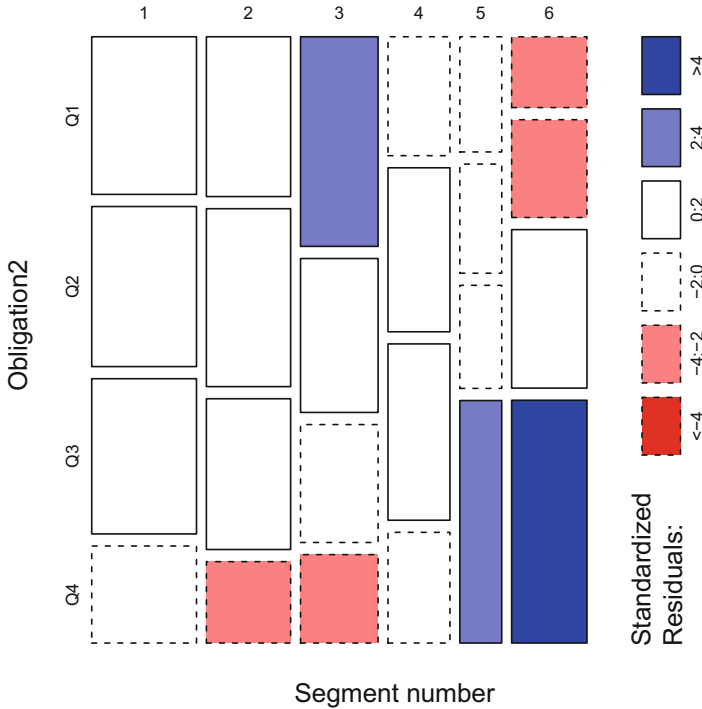 1 2 3 4 5 6
Obligation2
Q1
Q2
Q3
Q4
Segment number
>4
2:4
0:2
−2:0
−4:−2
<−4
Standardized
Residuals: